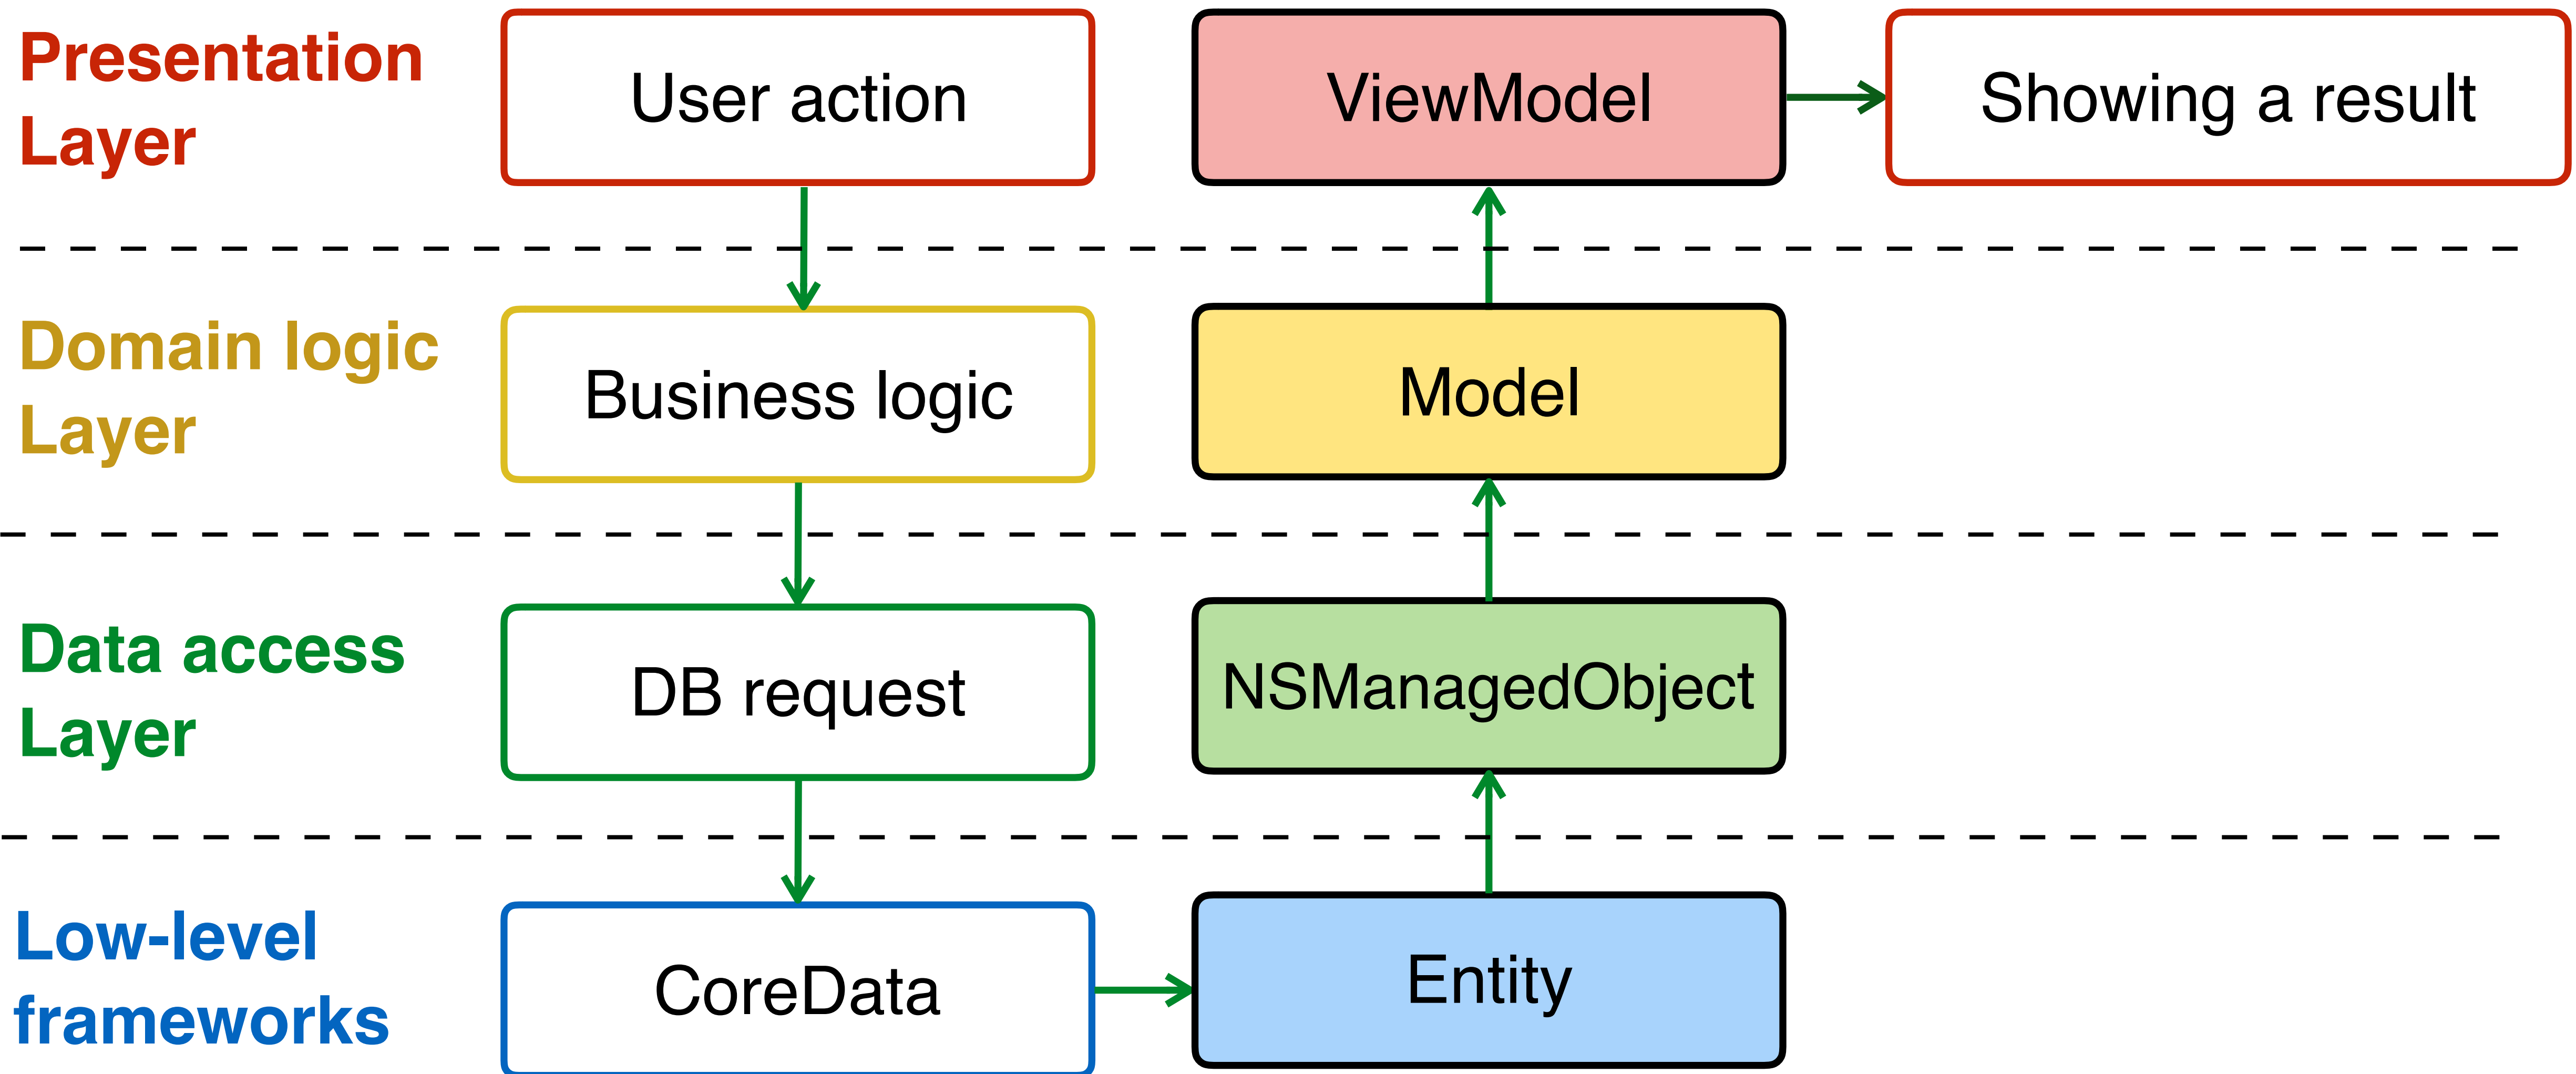 Presentation
Layer
User action
ViewModel
Showing a result
Domain logic
Layer
Business logic
Model
Data access
Layer
DB request
NSManagedObject
Low-level
frameworks
CoreData
Entity